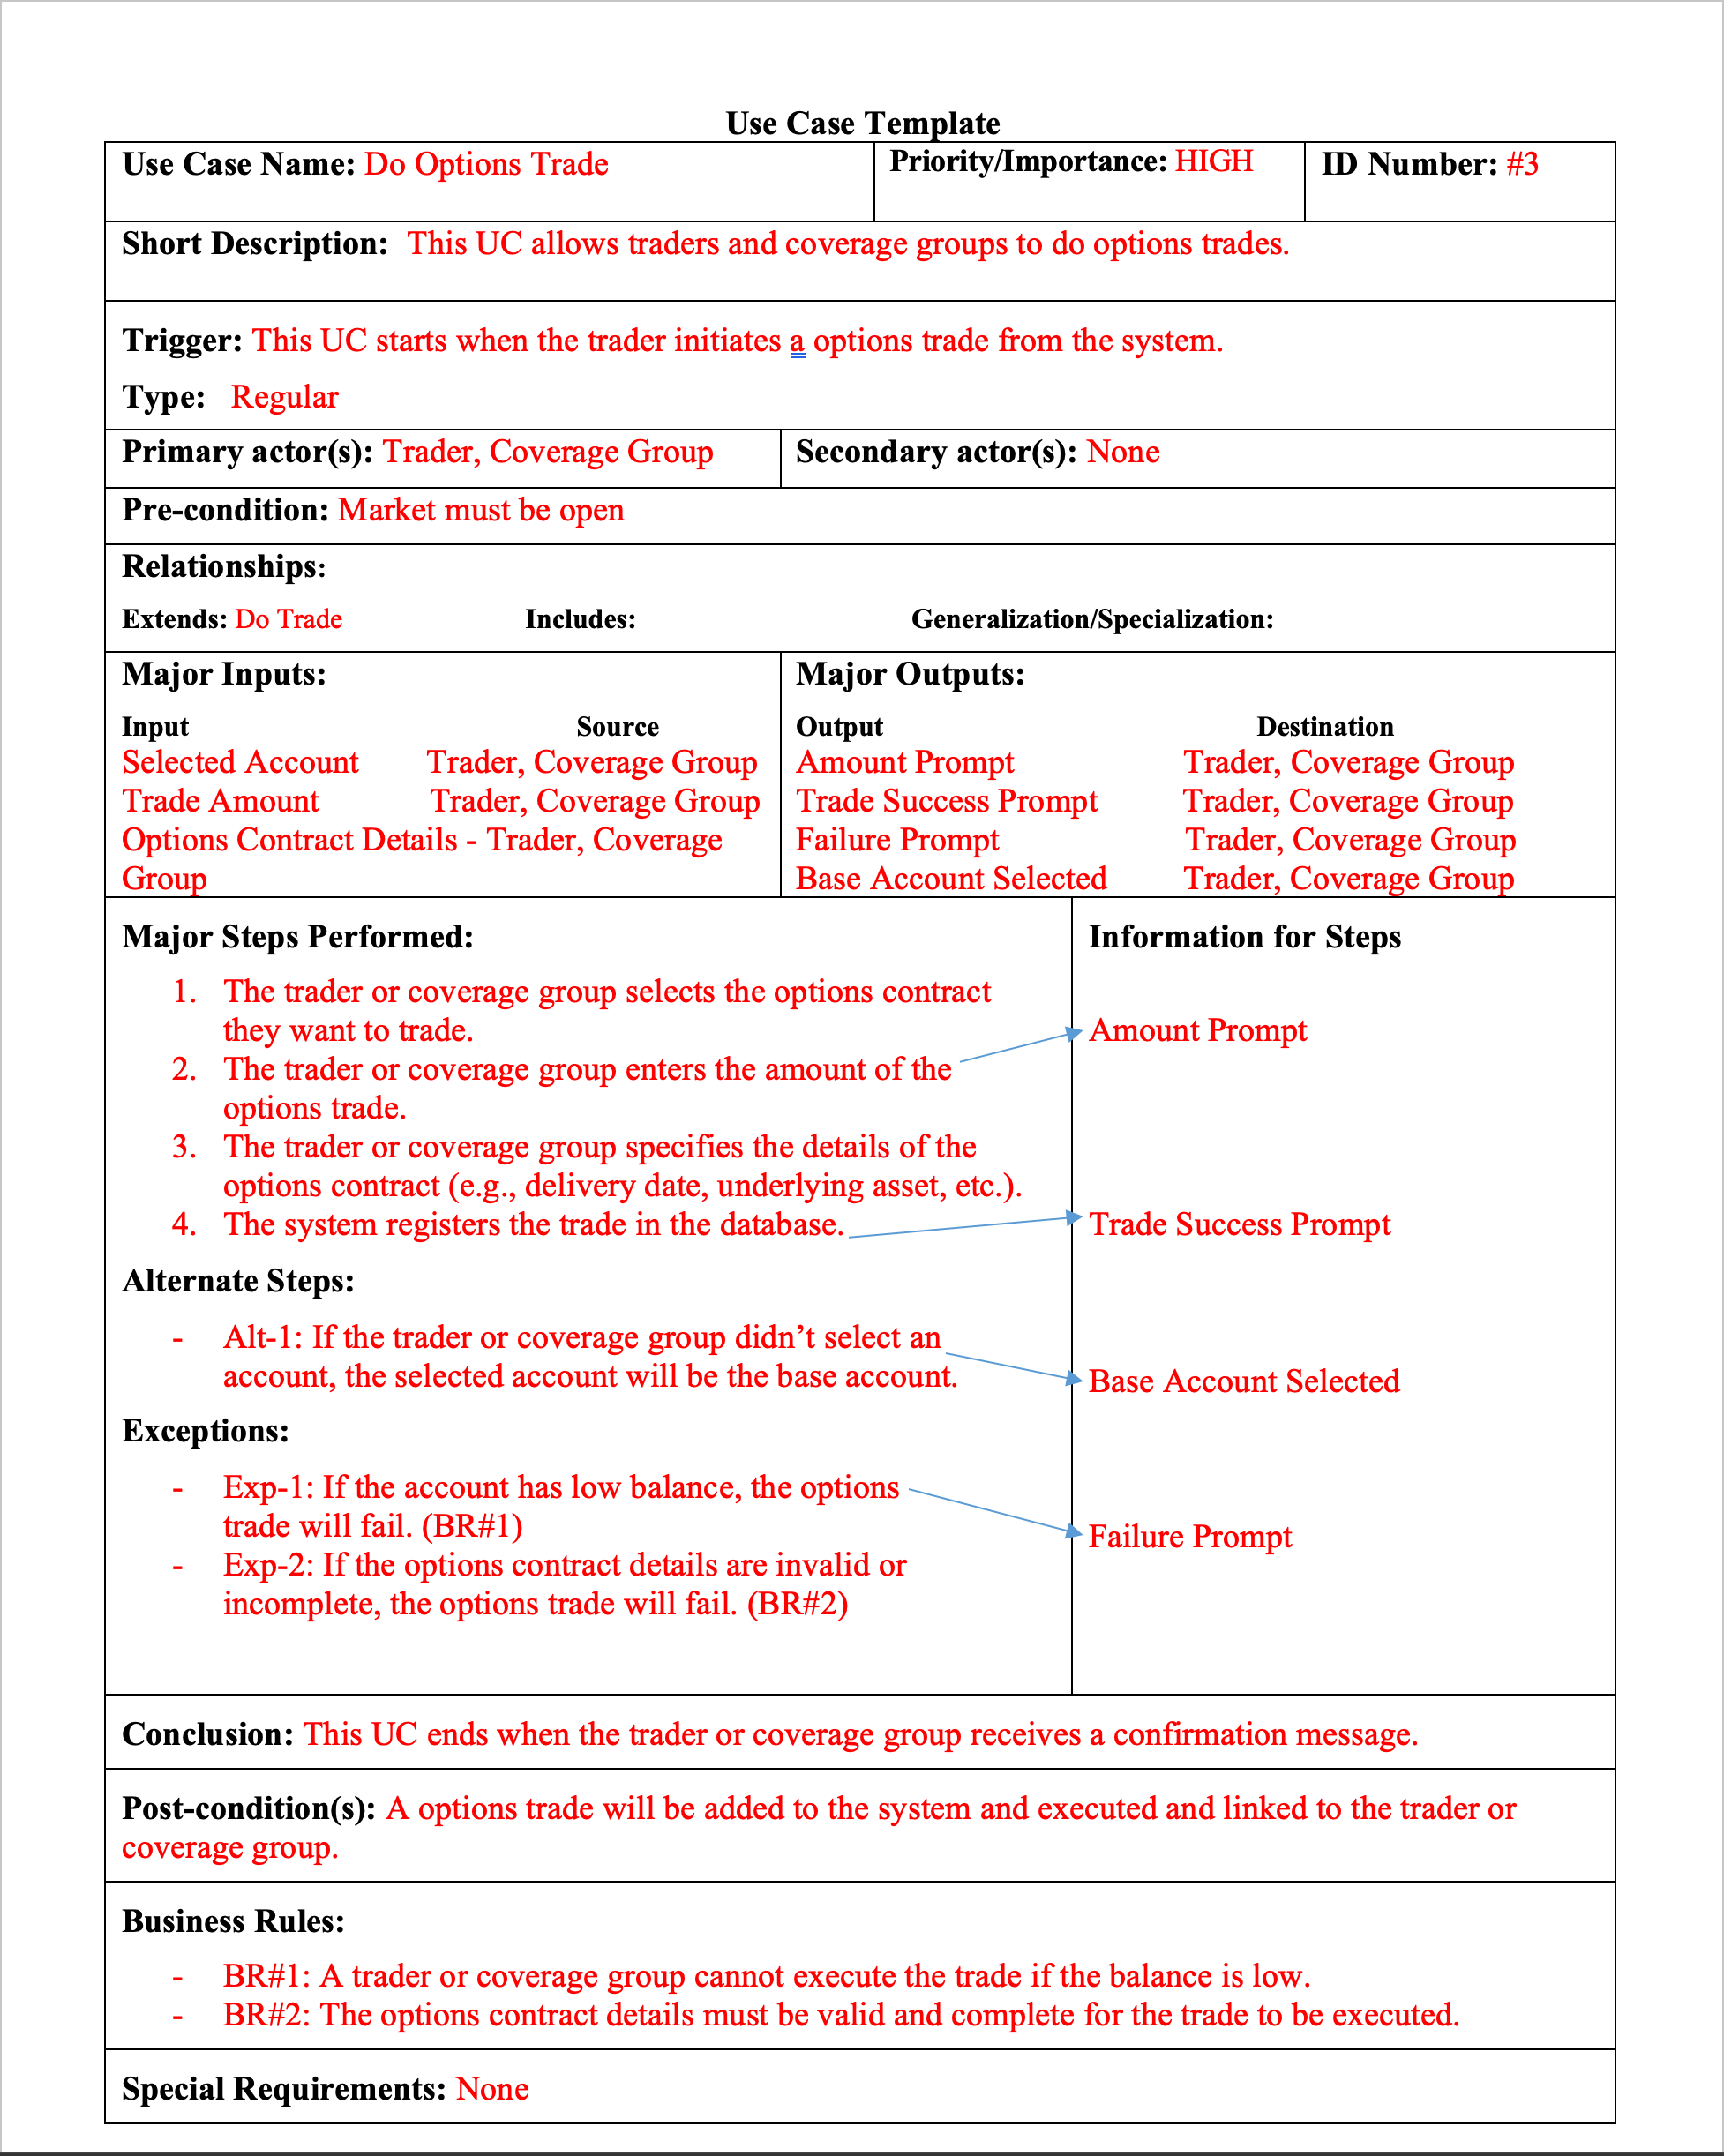 Use Case Template
Use Case Name: Do Options Trade
Priority/Importance: HIGH
ID Number: #3
Short Description: This UC allows traders and coverage groups to do options trades.
Trigger: This UC starts when the trader initiates a options trade from the system.
Type: Regular
Primary actor(s): Trader, Coverage Group
Secondary actor(s): None
Pre-condition: Market must be open
Relationships:
Extends: Do Trade Includes: Generalization/Specialization:
Major Inputs:
Input Source
Selected Account Trader, Coverage Group
Trade Amount Trader, Coverage Group
Options Contract Details - Trader, Coverage
Group
Major Outputs:
Output Destination
Amount Prompt Trader, Coverage Group
Trade Success Prompt Trader, Coverage Group
Failure Prompt Trader, Coverage Group
Base Account Selected Trader, Coverage Group
Major Steps Performed:
1. The trader or coverage group selects the options contract
they want to trade.
2. The trader or coverage group enters the amount of the
options trade.
3. The trader or coverage group specifies the details of the
options contract (e.g., delivery date, underlying asset, etc.).
4. The system registers the trade in the database.
Alternate Steps:
- Alt-1: If the trader or coverage group didn’t select an
account, the selected account will be the base account.
Exceptions:
- Exp-1: If the account has low balance, the options
trade will fail. (BR#1)
- Exp-2: If the options contract details are invalid or
incomplete, the options trade will fail. (BR#2)
Information for Steps
Amount Prompt
Trade Success Prompt
Base Account Selected
Failure Prompt
Conclusion: This UC ends when the trader or coverage group receives a confirmation message.
Post-condition(s): A options trade will be added to the system and executed and linked to the trader or
coverage group.
Business Rules:
- BR#1: A trader or coverage group cannot execute the trade if the balance is low.
- BR#2: The options contract details must be valid and complete for the trade to be executed.
Special Requirements: None